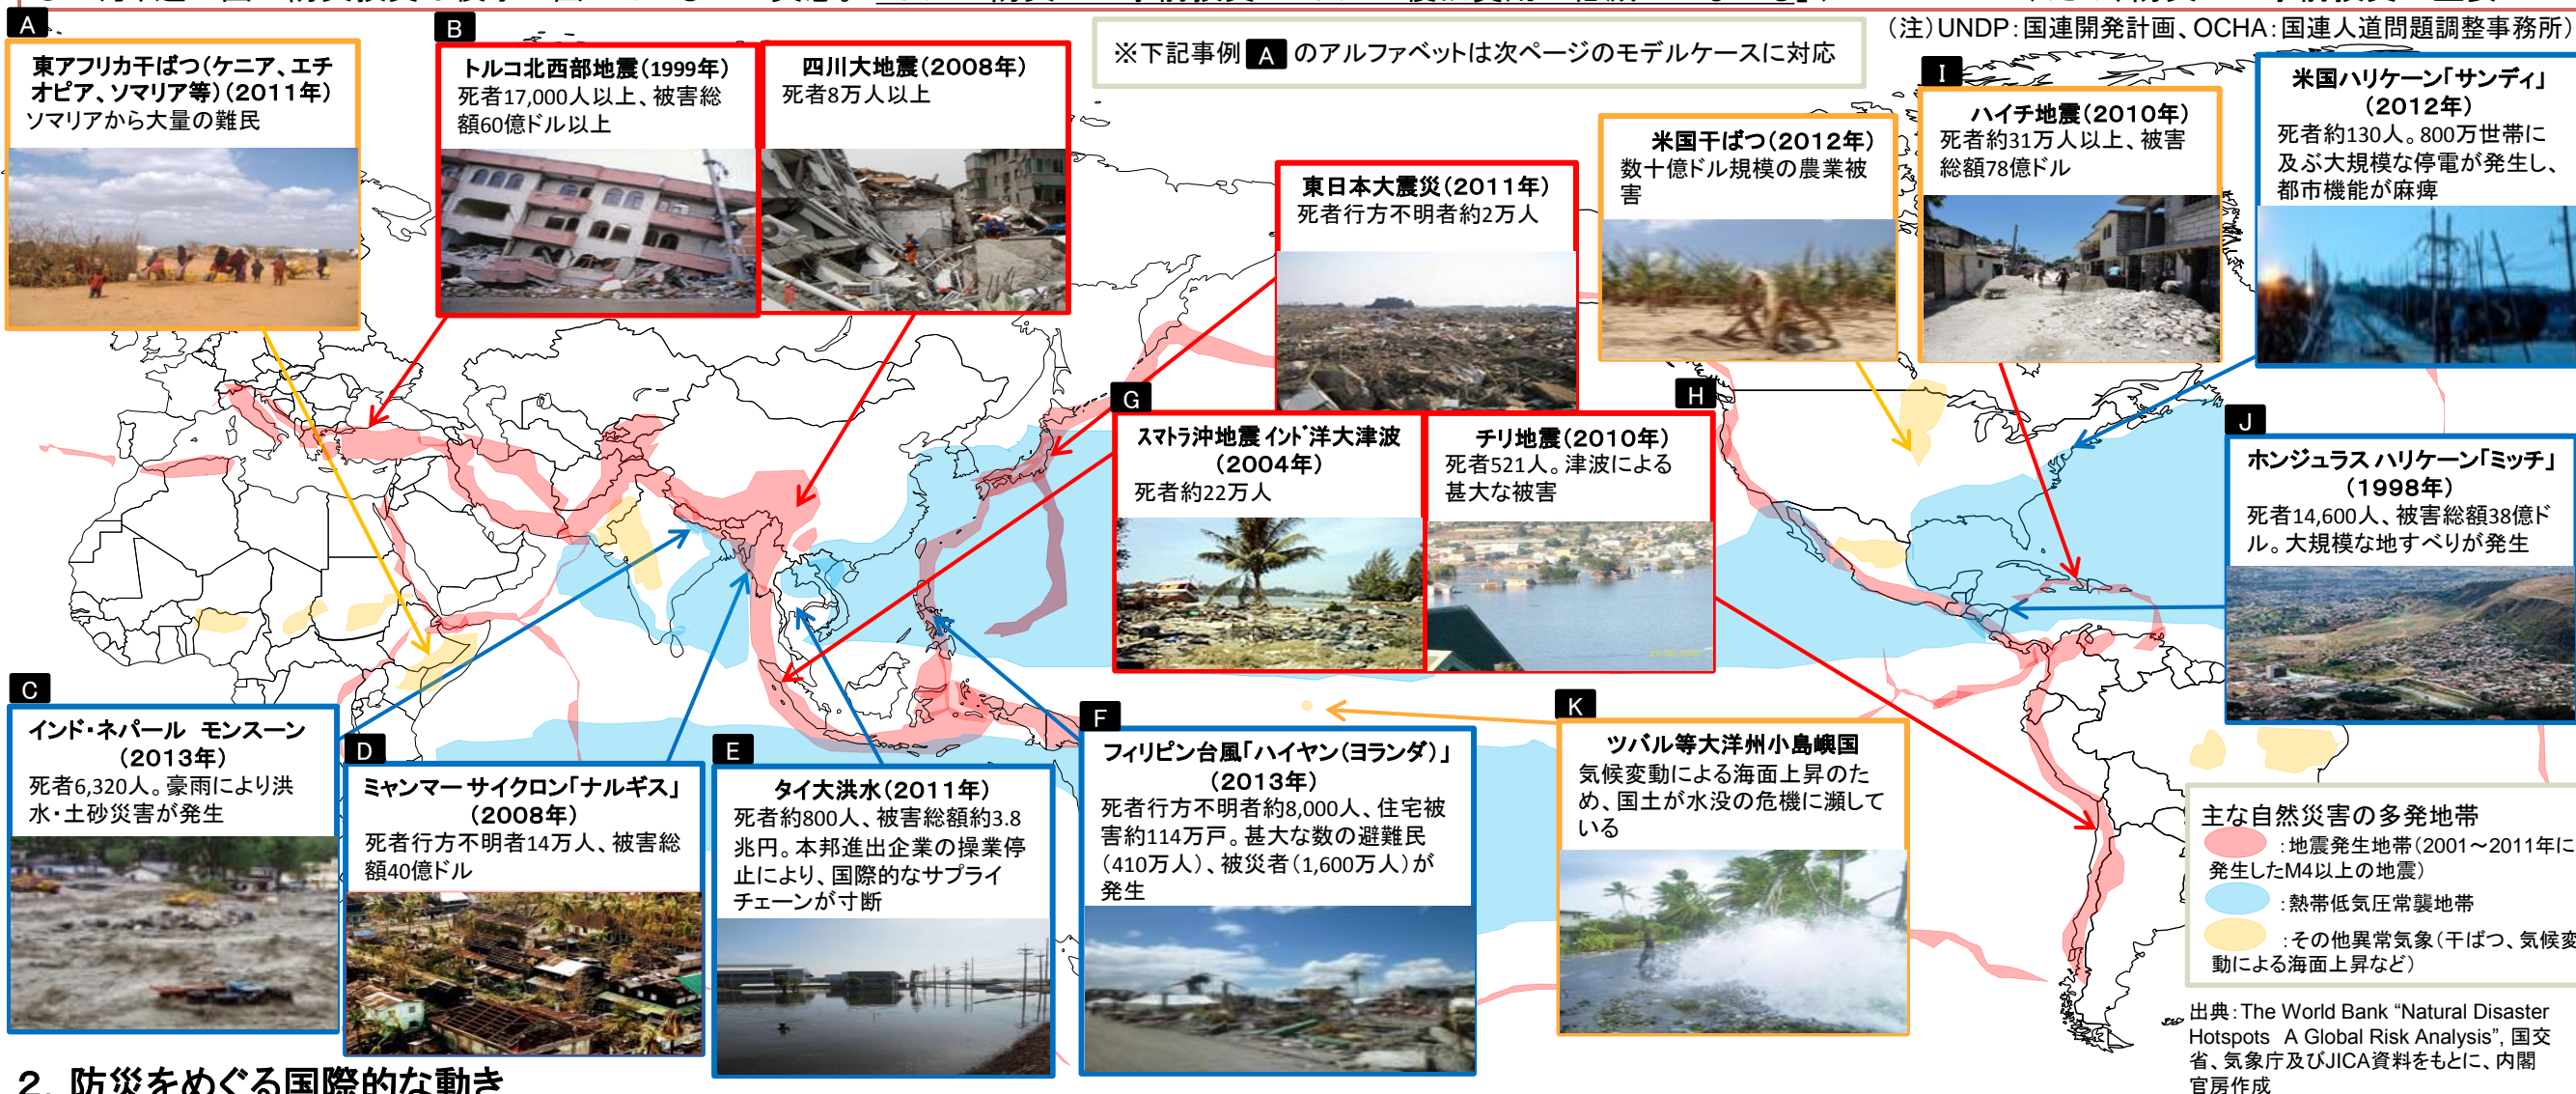 (注)UNDP:国連開発計画、OCHA:国連人道問題調整事務所)
※下記事例 A のアルファベットは次ページのモデルケースに対応
A
東アフリカ干ばつ(ケニア、エチ
オピア、ソマリア等)(2011年)
ソマリアから大量の難民
B
トルコ北西部地震(1999年)
死者17,000人以上、被害総
額60億ドル以上
四川大地震(2008年)
死者8万人以上
東日本大震災(2011年)
死者行方不明者約2万人
米国干ばつ(2012年)
数十億ドル規模の農業被
害
I
ハイチ地震(2010年)
死者約31万人以上、被害
総額78億ドル
米国ハリケーン「サンディ」
(2012年)
死者約130人。800万世帯に
及ぶ大規模な停電が発生し、
都市機能が麻痺
G
スマトラ沖地震 インド洋大津波
(2004年)
死者約22万人
H
チリ地震(2010年)
死者521人。津波による
甚大な被害
J
ホンジュラス ハリケーン「ミッチ」
(1998年)
死者14,600人、被害総額38億ド
ル。大規模な地すべりが発生
C
インド・ネパール モンスーン
(2013年)
死者6,320人。豪雨により洪
水・土砂災害が発生
D
ミャンマー サイクロン「ナルギス」
(2008年)
死者行方不明者14万人、被害総
額40億ドル
E
タイ大洪水(2011年)
死者約800人、被害総額約3.8
兆円。本邦進出企業の操業停
止により、国際的なサプライ
チェーンが寸断
F
フィリピン台風「ハイヤン(ヨランダ)」
(2013年)
死者行方不明者約8,000人、住宅被
害約114万戸。甚大な数の避難民
(410万人)、被災者(1,600万人)が
発生
K
ツバル等大洋州小島嶼国
気候変動による海面上昇のた
め、国土が水没の危機に瀕して
いる
主な自然災害の多発地帯
:地震発生地帯(2001~2011年に
発生したM4以上の地震)
:熱帯低気圧常襲地帯
:その他異常気象(干ばつ、気候変
動による海面上昇など)
出典:The World Bank “Natural Disaster
Hotspots A Global Risk Analysis”, 国交
省、気象庁及びJICA資料をもとに、内閣
官房作成
2. 防災をめぐる国際的な動き